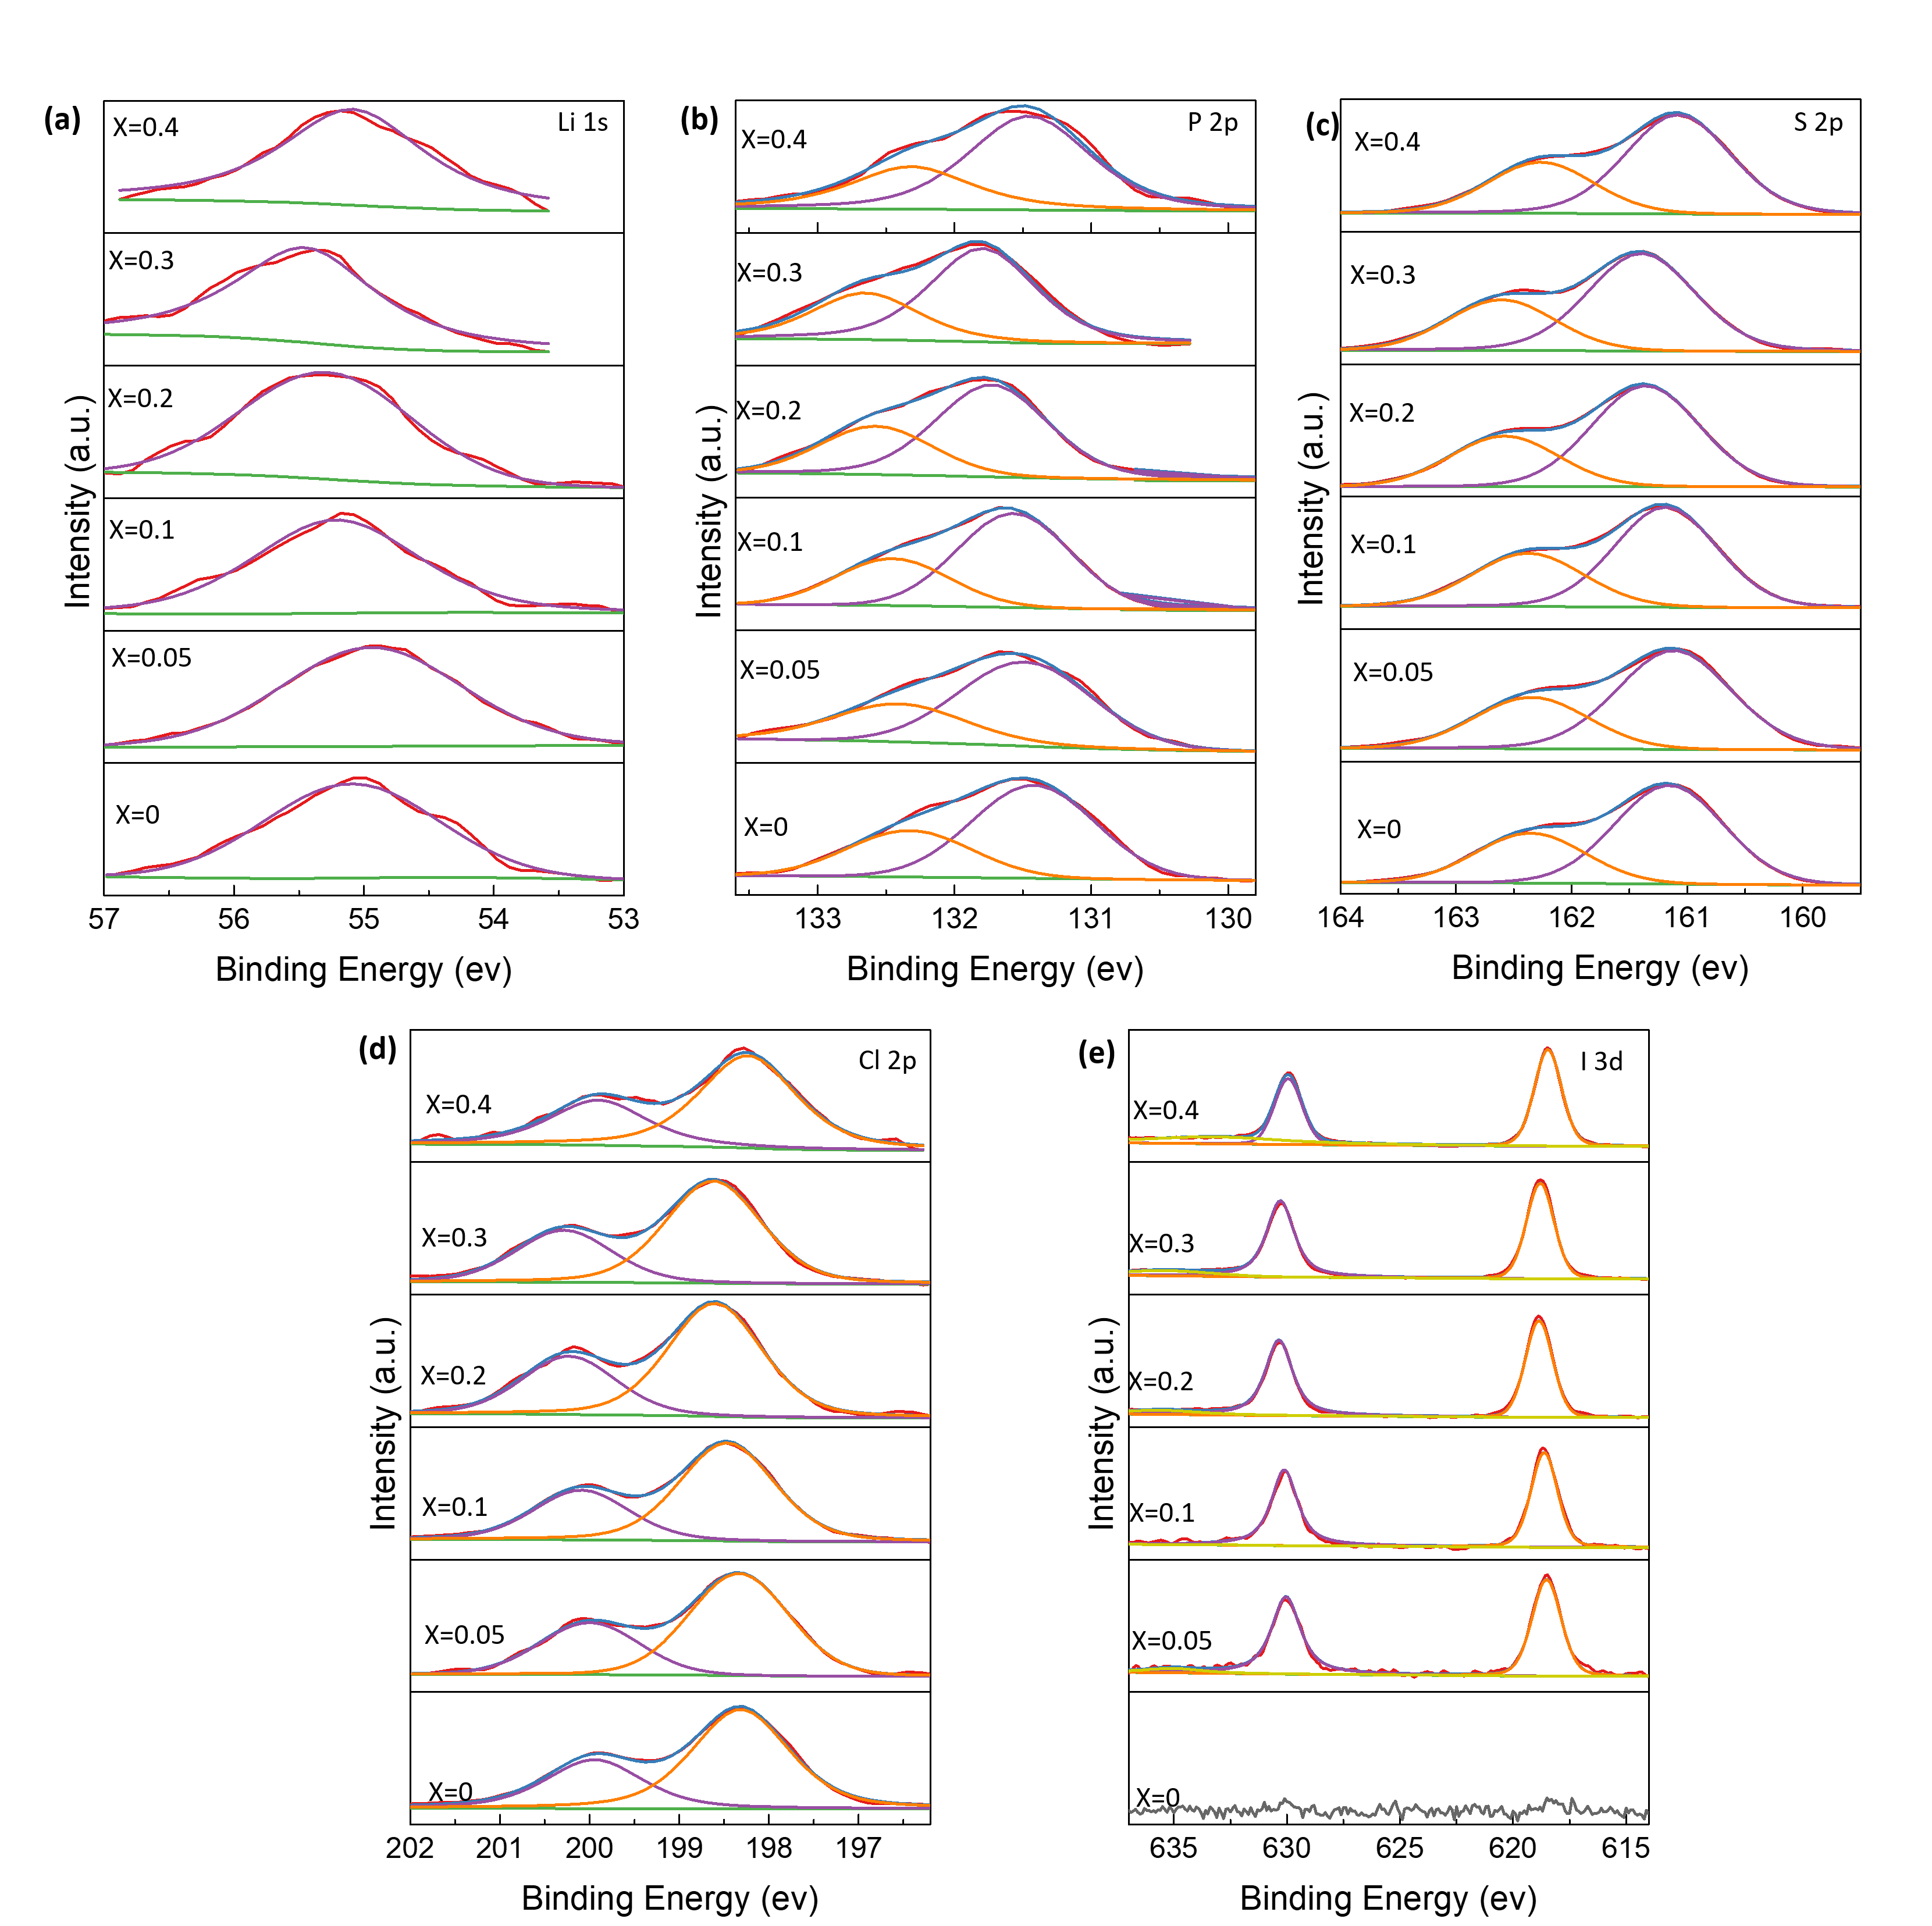 (a)
X=0.4
Li 1s
X=0.3
X=0.2
X=0.1
X=0.05
X=0
Intensity (a.u.)
57 56 55 54 53
Binding Energy (ev)
(b)
X=0.4
P 2p
X=0.3
X=0.2
X=0.1
X=0.05
X=0
Intensity (a.u.)
133 132 131 130
Binding Energy (ev)
(c)
X=0.4
S 2p
X=0.3
X=0.2
X=0.1
X=0.05
X=0
Intensity (a.u.)
164 163 162 161 160
Binding Energy (ev)
(d)
Cl 2p
X=0.4
X=0.3
X=0.2
X=0.1
X=0.05
X=0
Intensity (a.u.)
202 201 200 199 198 197
Binding Energy (ev)
(e)
I 3d
X=0.4
X=0.3
X=0.2
X=0.1
X=0.05
X=0
Intensity (a.u.)
635 630 625 620 615
Binding Energy (ev)